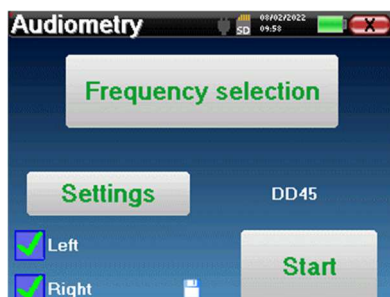 Audiometry
SD
08/02/2022
09:58
X
Frequency selection
Settings
DD45
Left
Start
Right